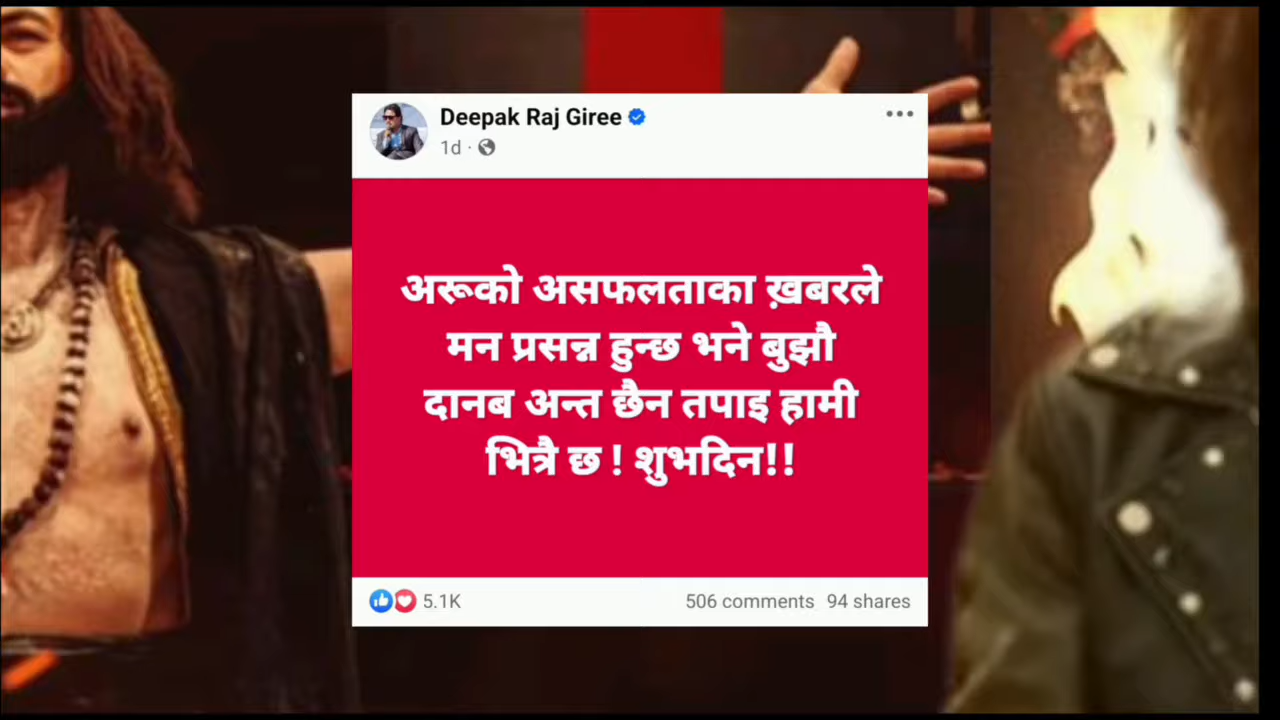 Deepak Raj Giree
1d ·
अरूको असफलताका ख़बरले
मन प्रसन्न हुन्छ भने बुझौ
दानब अन्त छैन तपाइ हामी
भित्रै छ ! शुभदिन!!
5.1K
506 comments 94 shares